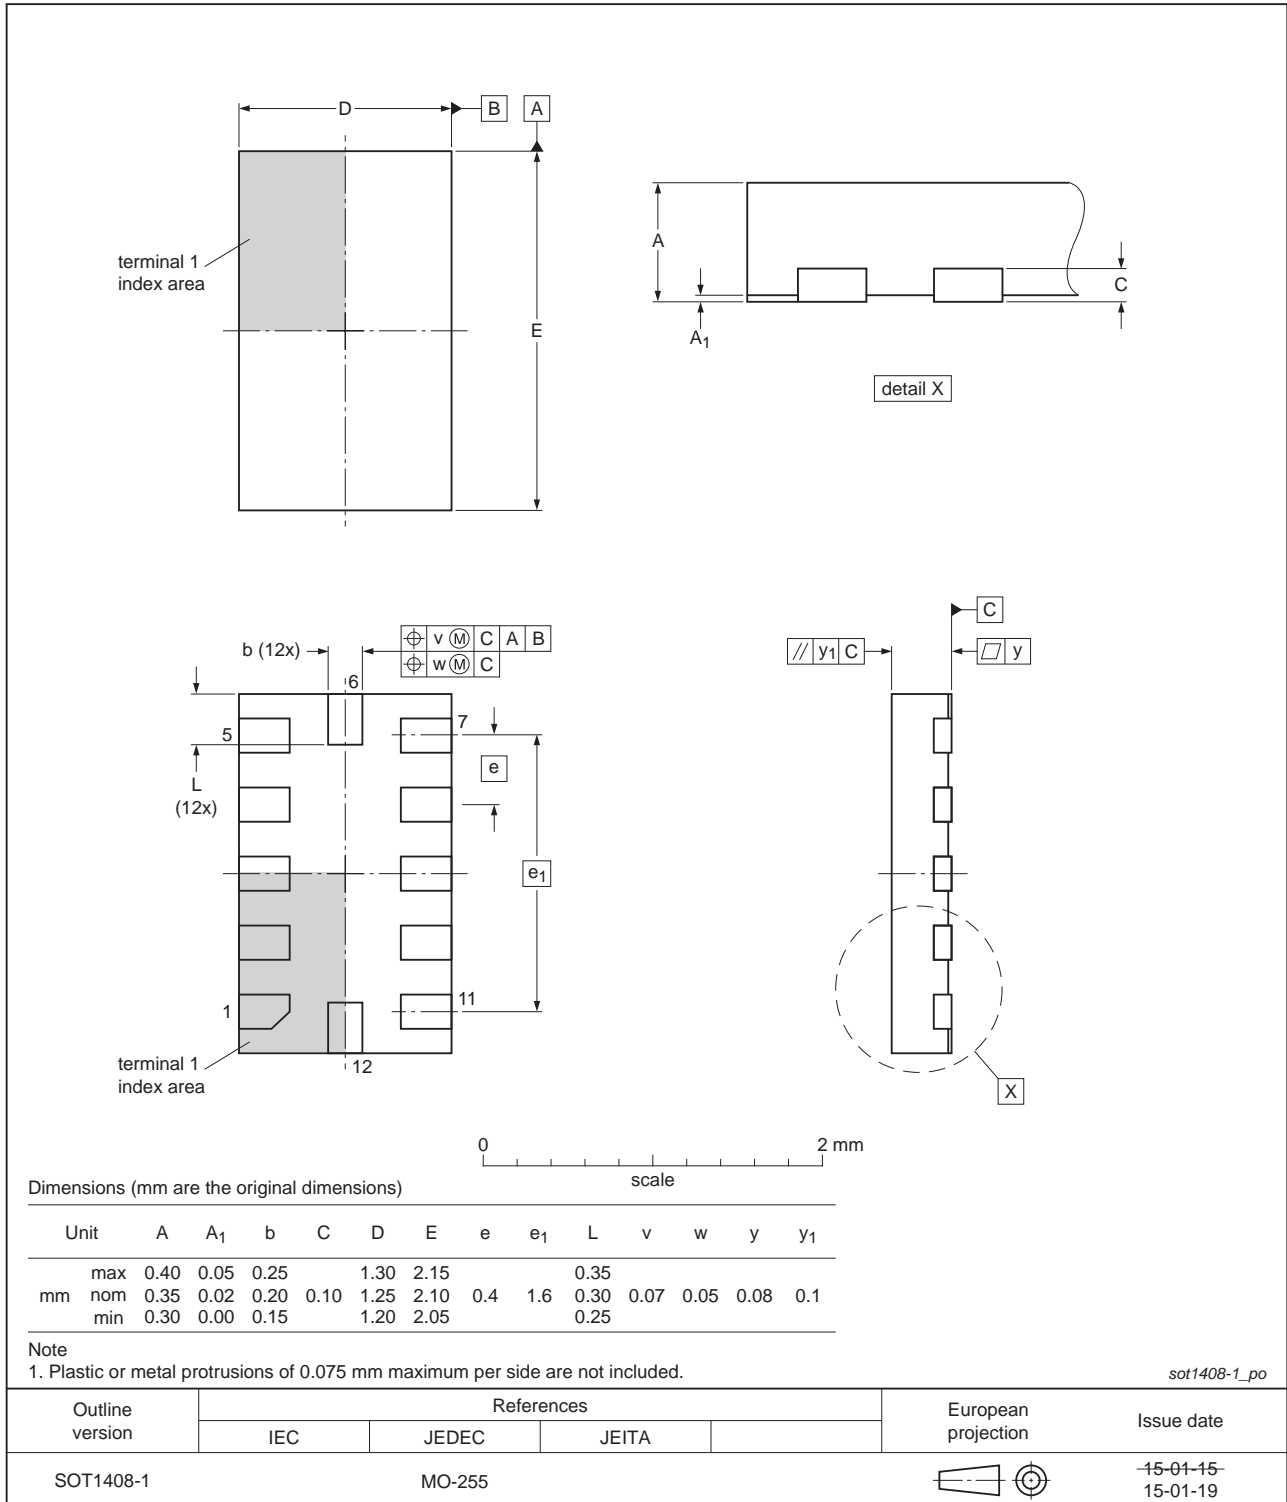 D
B
A
terminal 1
index area
E
A
A1
C
detail X
b (12x)
v M C A B
w M C
6
5
7
e
L
(12x)
e1
1
11
terminal 1
index area
12
C
// y1 C
y
X
0 2 mm
scale
Dimensions (mm are the original dimensions)
Unit A A1 b C D E e e1 L v w y y1
max 0.40 0.05 0.25 1.30 2.15 0.35
mm nom 0.35 0.02 0.20 0.10 1.25 2.10 0.4 1.6 0.30 0.07 0.05 0.08 0.1
min 0.30 0.00 0.15 1.20 2.05 0.25
Note
1. Plastic or metal protrusions of 0.075 mm maximum per side are not included.
sot1408-1_po
Outline
version
References
IEC JEDEC JEITA
European
projection
Issue date
SOT1408-1 MO-255
15-01-15
15-01-19